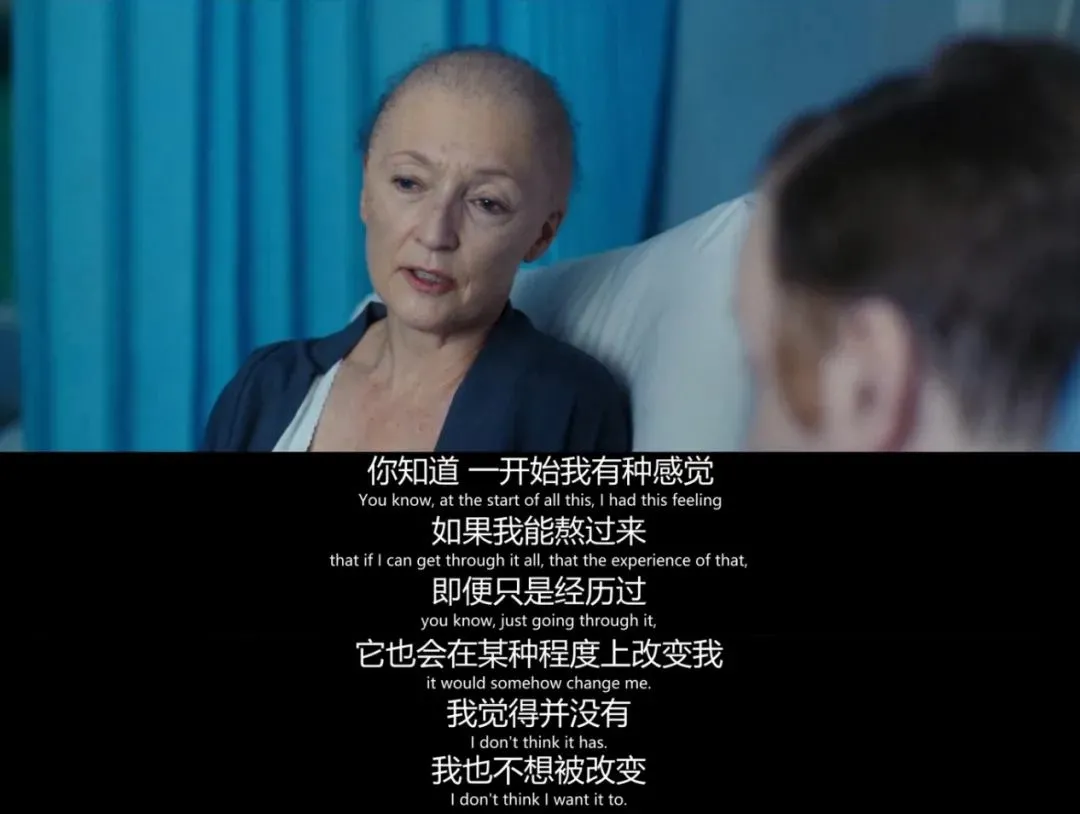 你知道 一开始我有种感觉
You know, at the start of all this, I had this feeling
如果我能熬过来
that if I can get through it all, that the experience of that,
即便只是经历过
you know, just going through it,
它也会在某种程度上改变我
it would somehow change me.
我觉得并没有
I don't think it has.
我也不想被改变
I don't think I want it to.